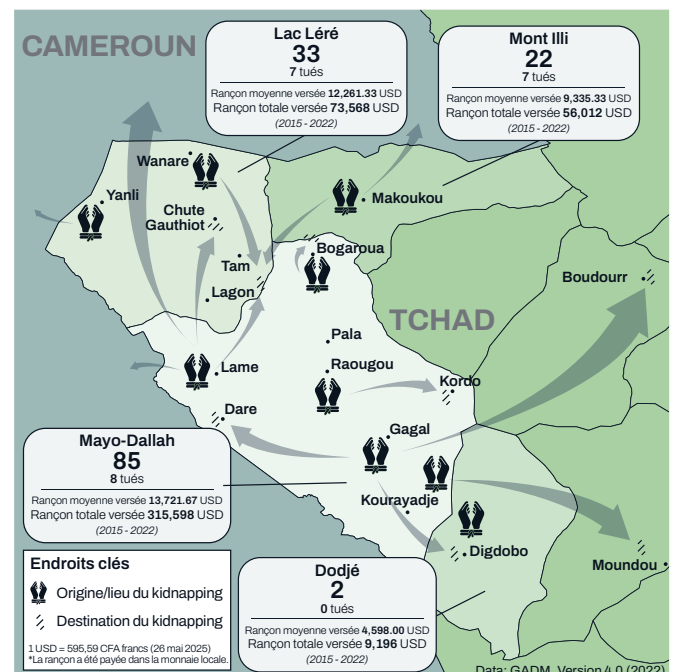 CAMEROUN
Lac Léré
33
7 tués
Rançon moyenne versée 12,261.33 USD
Rançon totale versée 73,568 USD
(2015 - 2022)
Mont Illi
22
7 tués
Rançon moyenne versée 9,335.33 USD
Rançon totale versée 56,012 USD
(2015 - 2022)
Wanare
Yanli
Makoukou
Chute
Gauthiot
Bogaroua
Tam
Boudourr
Lagon
TCHAD
Pala
Lame
Raougou
Kordo
Dare
Gagal
Mayo-Dallah
85
8 tués
Rançon moyenne versée 13,721.67 USD
Rançon totale versée 315,598 USD
(2015 - 2022)
Kourayadje
Digdobo
Moundou
Dodjé
2
0 tués
Rançon moyenne versée 4,598.00 USD
Rançon totale versée 9,196 USD
(2015 - 2022)
Endroits clés
Origine/lieu du kidnapping
Destination du kidnapping
1 USD = 595,59 CFA francs (26 mai 2025)
*La rançon a été payée dans la monnaie locale.
Data: GADM, Version 4.0 (2022)